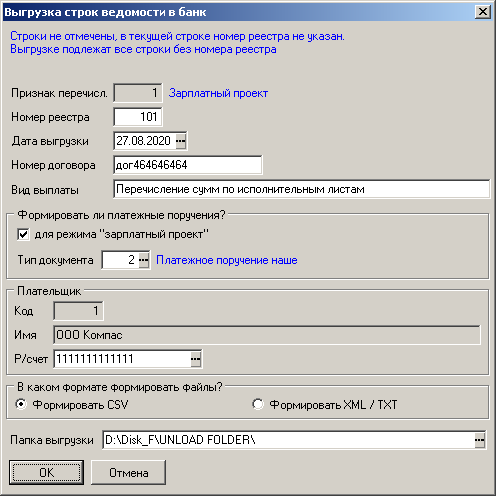 Выгрузка строк ведомости в банк
Строки не отмечены, в текущей строке номер реестра не указан.
Выгрузке подлежат все строки без номера реестра
Признак перечисл. 1 Зарплатный проект
Номер реестра 101
Дата выгрузки 27.08.2020 ...
Номер договора дог464646464
Вид выплаты Перечисление сумм по исполнительным листам
Формировать ли платежные поручения?
для режима "зарплатный проект"
Тип документа 2 ... Платежное поручение наше
Плательщик
Код 1
Имя ООО Компас
Р/счет 1111111111111 ...
В каком формате формировать файлы?
Формировать CSV Формировать XML / TXT
Папка выгрузки D:\Disk_F\UNLOAD FOLDER\ ...
OK Отмена